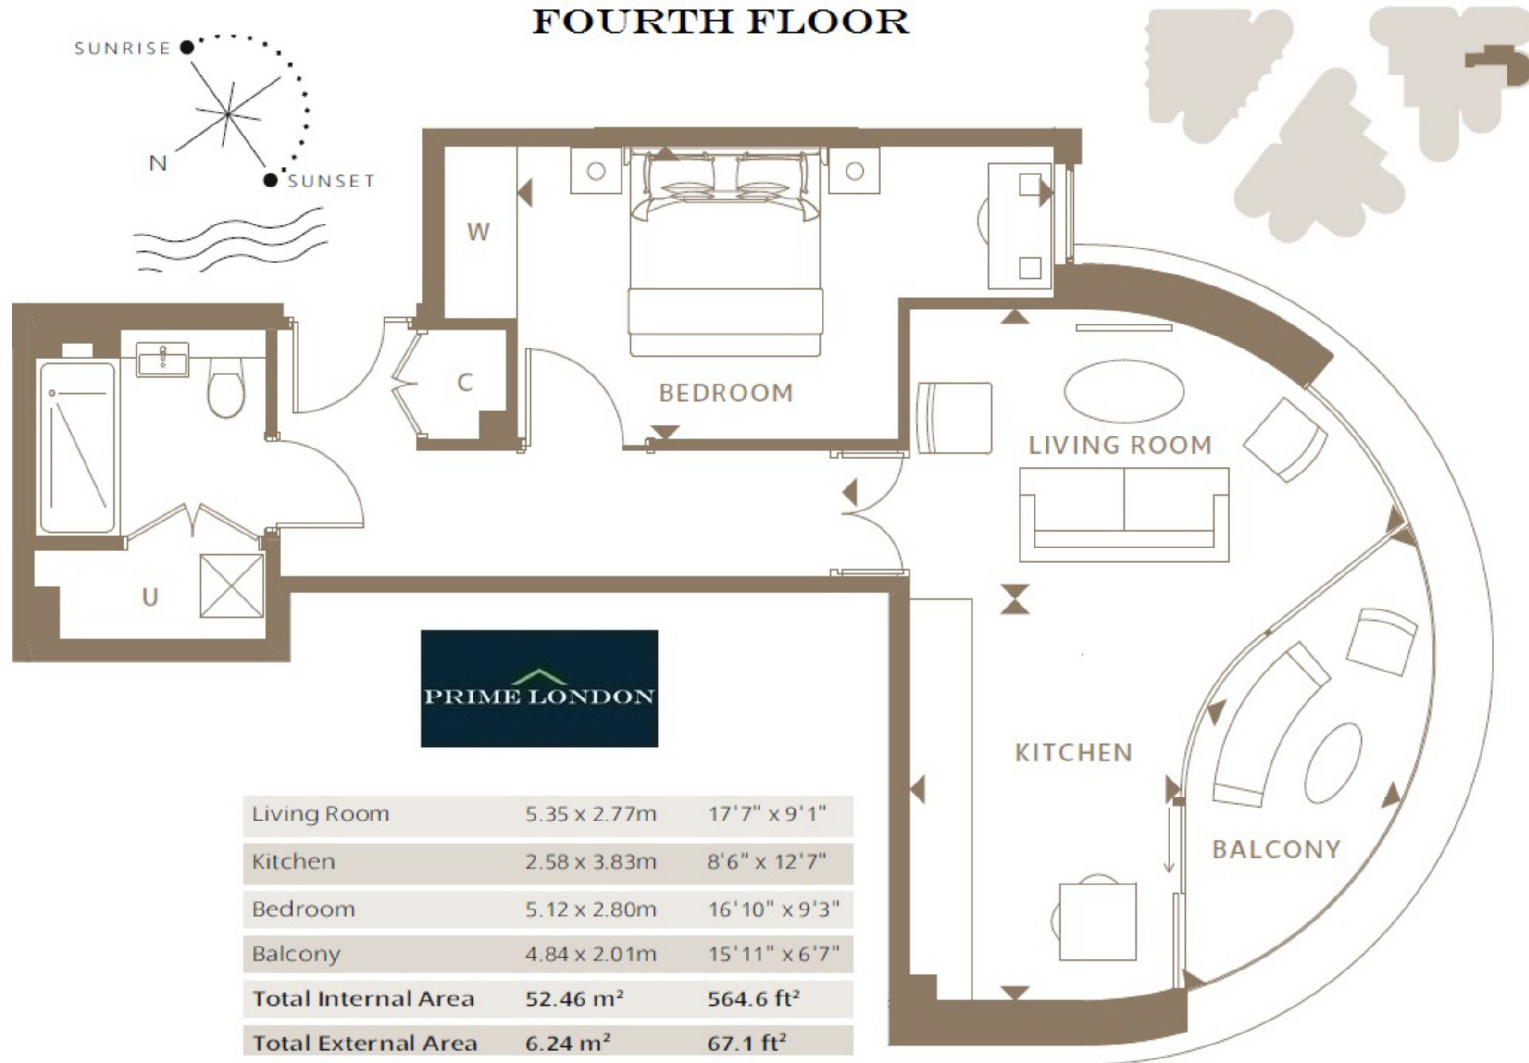 FOURTH FLOOR
SUNRISE
N
SUNSET
W
C
BEDROOM
LIVING ROOM
U
PRIME LONDON
KITCHEN
BALCONY
Living Room 5.35 x 2.77m 17'7" x 9'1"
Kitchen 2.58 x 3.83m 8'6" x 12'7"
Bedroom 5.12 x 2.80m 16'10" x 9'3"
Balcony 4.84 x 2.01m 15'11" x 6'7"
Total Internal Area 52.46 m² 564.6 ft²
Total External Area 6.24 m² 67.1 ft²